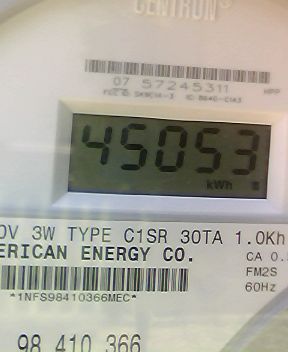 CENTRON®
07 57245311
HPP
45053
kWh
0V 3W TYPE C1SR 30TA 1.0Kh
ERICAN ENERGY CO.
CA 0.
FM2S
*1NFS98410366MEC*
60Hz
98 410 366